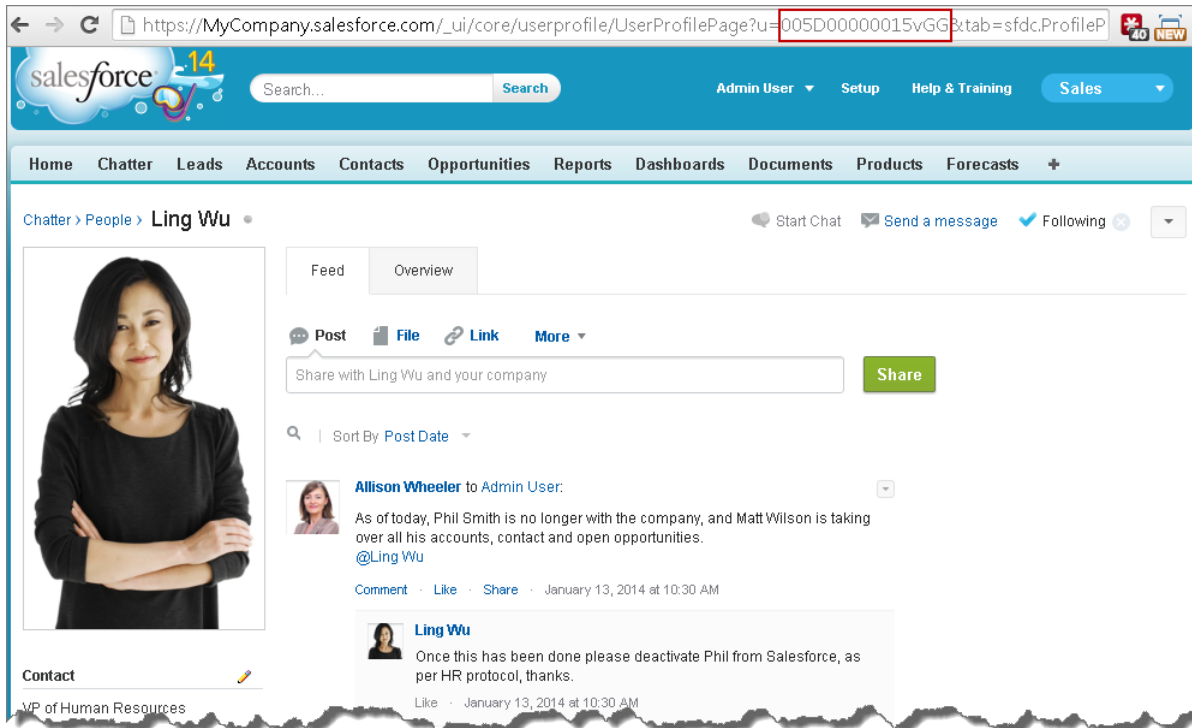 https://MyCompany.salesforce.com/_ui/core/userprofile/UserProfilePage?u=005D00000015vGG&tab=sfdc.ProfileP
40
NEW
salesforce
14
Search...
Search
Admin User
Setup
Help & Training
Sales
Home
Chatter
Leads
Accounts
Contacts
Opportunities
Reports
Dashboards
Documents
Products
Forecasts
+
Chatter › People › Ling Wu
Start Chat
Send a message
Following
Feed
Overview
Post
File
Link
More
Share with Ling Wu and your company
Share
Sort By Post Date
Allison Wheeler to Admin User:
As of today, Phil Smith is no longer with the company, and Matt Wilson is taking
over all his accounts, contact and open opportunities.
@Ling Wu
Comment · Like · Share · January 13, 2014 at 10:30 AM
Ling Wu
Once this has been done please deactivate Phil from Salesforce, as
per HR protocol, thanks.
Like · January 13, 2014 at 10:30 AM
Contact
VP of Human Resources